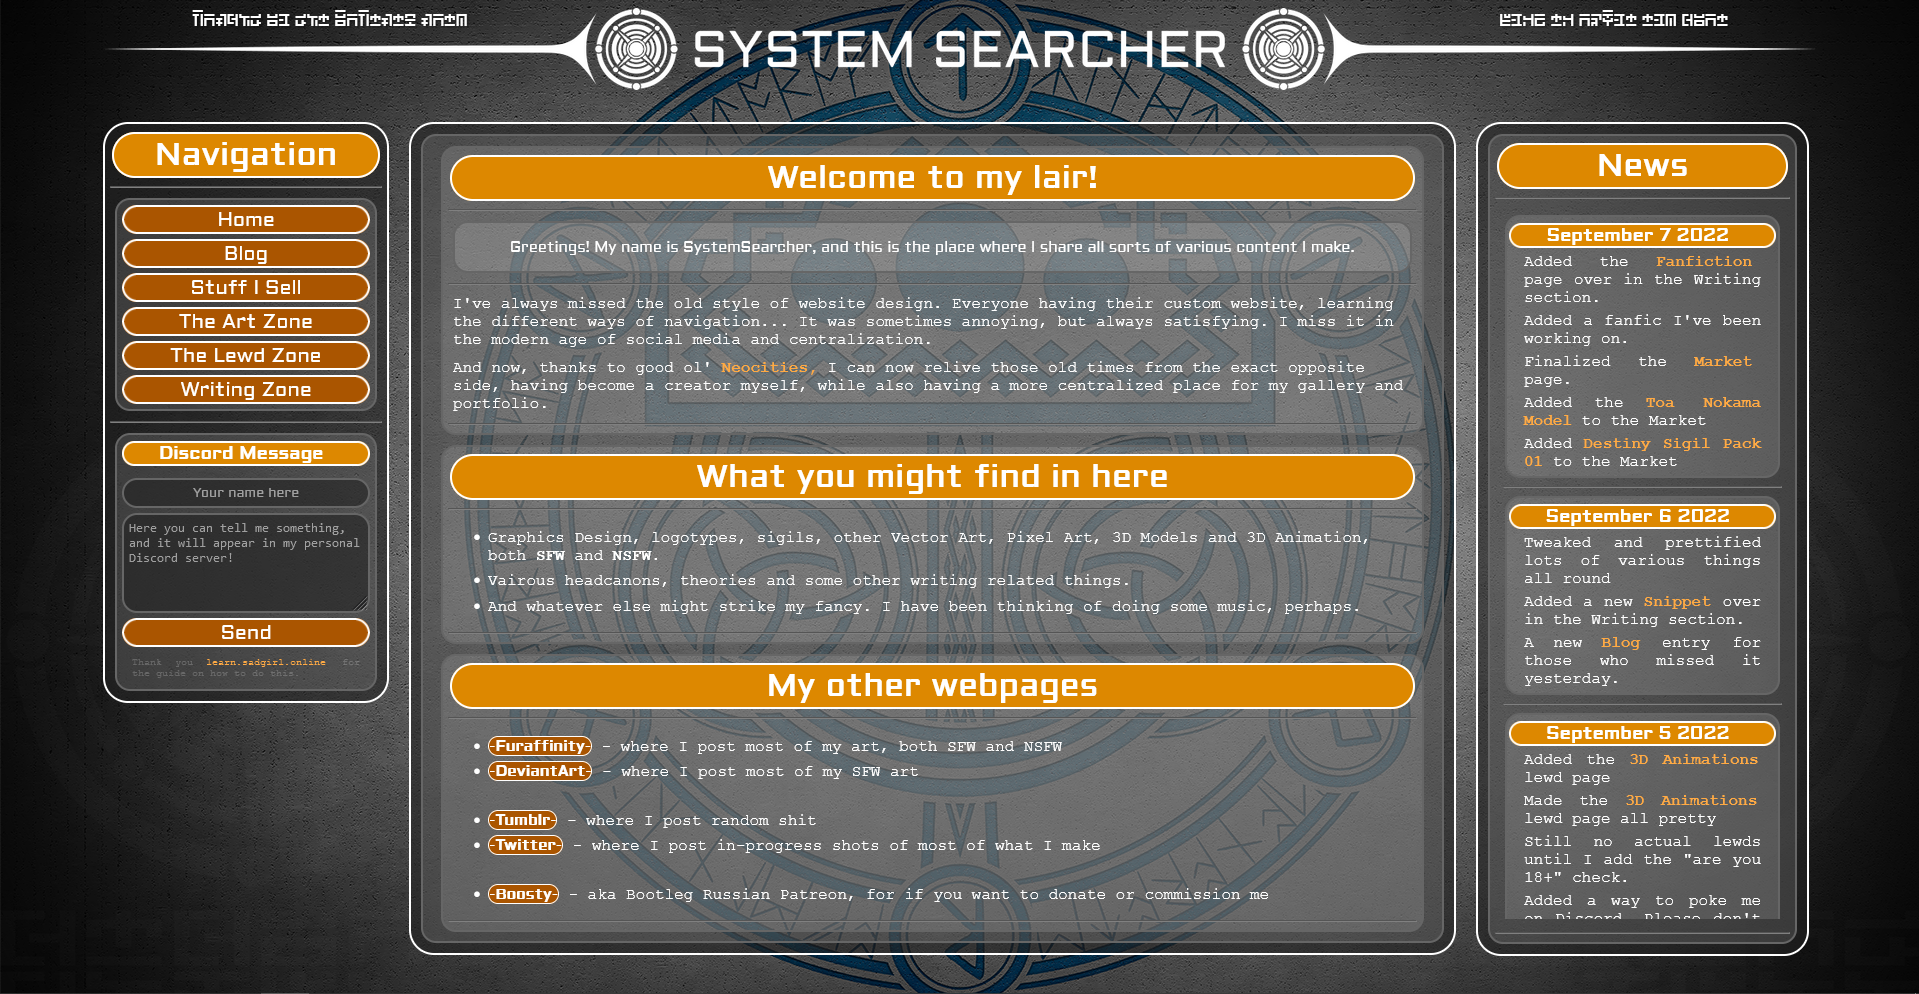 SYSTEM SEARCHER
Navigation
Home
Blog
Stuff I Sell
The Art Zone
The Lewd Zone
Writing Zone
Discord Message
Your name here
Here you can tell me something,
and it will appear in my personal
Discord server!
Send
Thank you learn.sadgirl.online for
the guide on how to do this.
Welcome to my lair!
Greetings! My name is SystemSearcher, and this is the place where I share all sorts of various content I make.
I've always missed the old style of website design. Everyone having their custom website, learning
the different ways of navigation... It was sometimes annoying, but always satisfying. I miss it in
the modern age of social media and centralization.
And now, thanks to good ol' Neocities, I can now relive those old times from the exact opposite
side, having become a creator myself, while also having a more centralized place for my gallery and
portfolio.
What you might find in here
• Graphics Design, logotypes, sigils, other Vector Art, Pixel Art, 3D Models and 3D Animation,
both SFW and NSFW.
• Vairous headcanons, theories and some other writing related things.
• And whatever else might strike my fancy. I have been thinking of doing some music, perhaps.
My other webpages
• -Furaffinity- - where I post most of my art, both SFW and NSFW
• -DeviantArt- - where I post most of my SFW art
• -Tumblr- - where I post random shit
• -Twitter- - where I post in-progress shots of most of what I make
• -Boosty- - aka Bootleg Russian Patreon, for if you want to donate or commission me
News
September 7 2022
Added the Fanfiction
page over in the Writing
section.
Added a fanfic I've been
working on.
Finalized the Market
page.
Added the Toa Nokama
Model to the Market
Added Destiny Sigil Pack
01 to the Market
September 6 2022
Tweaked and prettified
lots of various things
all round
Added a new Snippet over
in the Writing section.
A new Blog entry for
those who missed it
yesterday.
September 5 2022
Added the 3D Animations
lewd page
Made the 3D Animations
lewd page all pretty
Still no actual lewds
until I add the "are you
18+" check.
Added a way to poke me
on Discord. Please don't